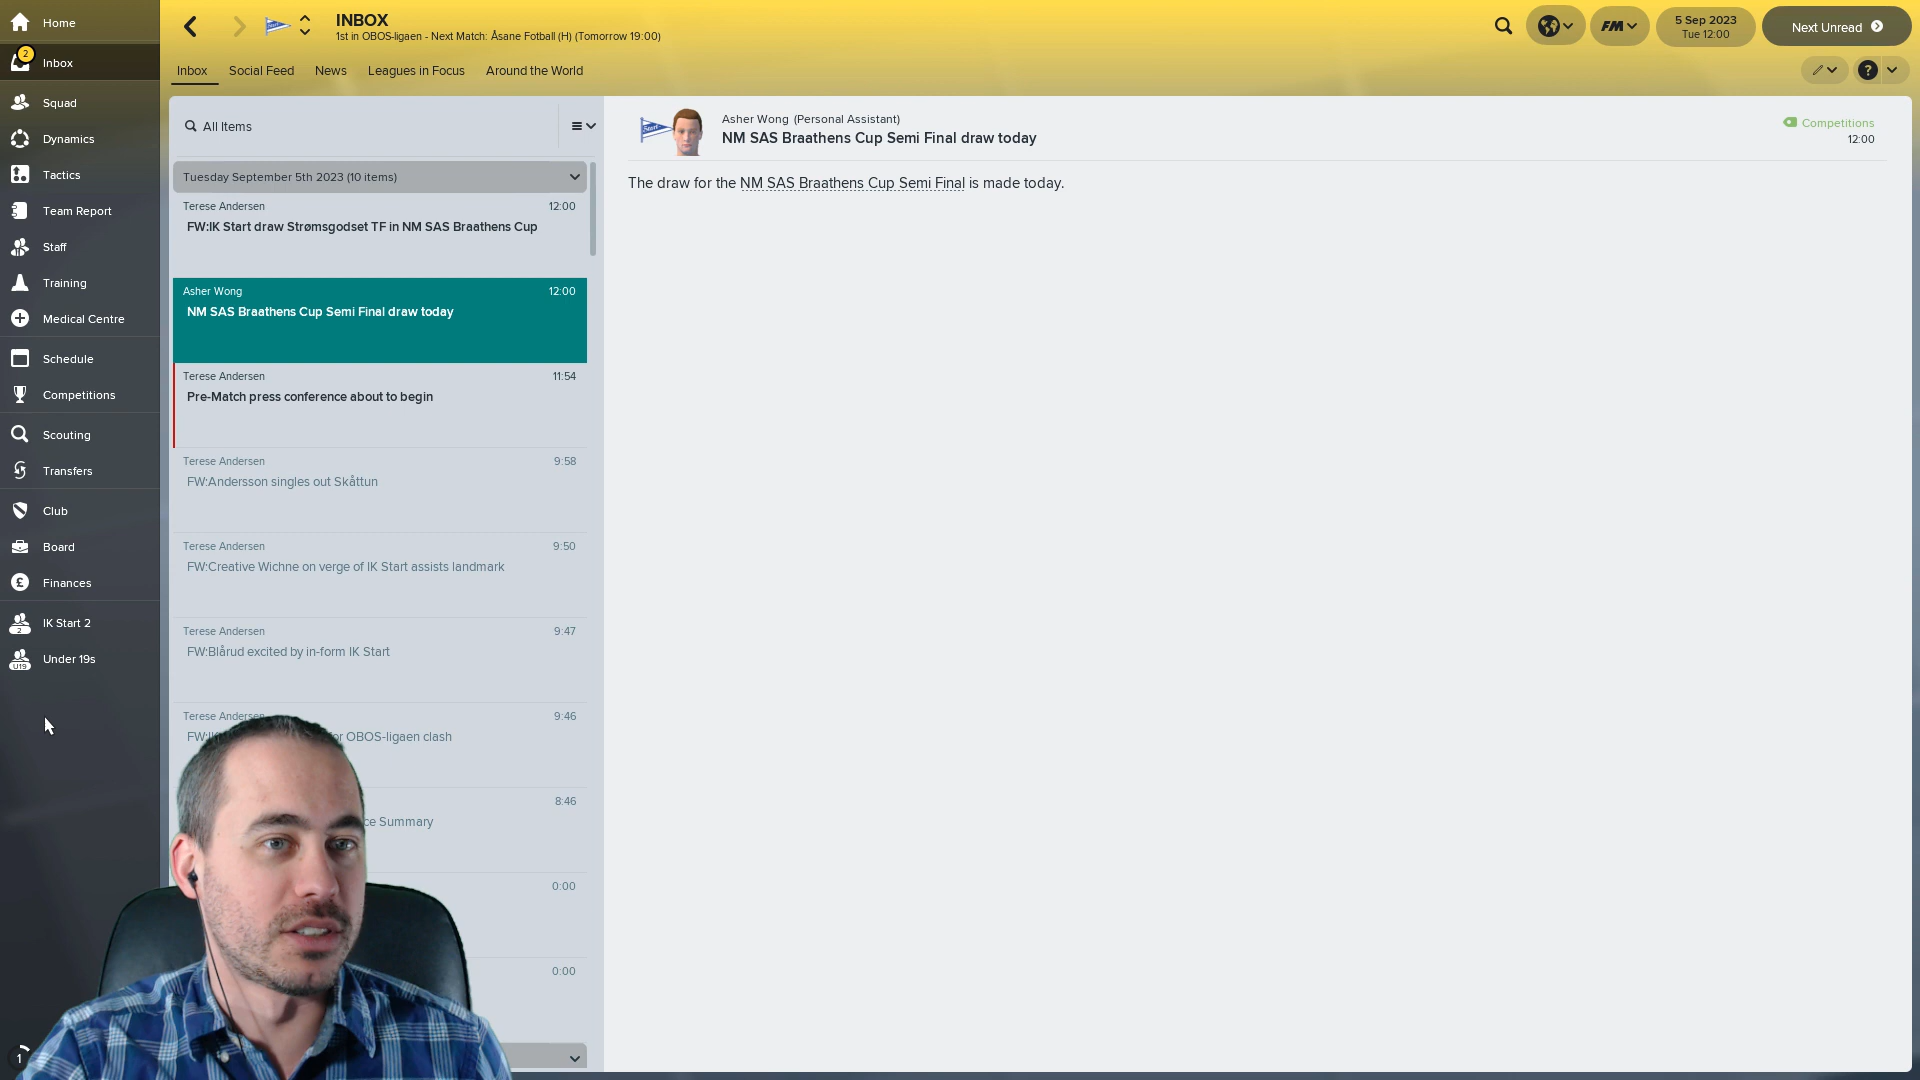 Home
2
Inbox
Squad
Dynamics
Tactics
Team Report
Staff
Training
Medical Centre
Schedule
Competitions
Scouting
Transfers
Club
Board
Finances
2
IK Start 2
U19
Under 19s
1
Start
INBOX
1st in OBOS-ligaen - Next Match: Åsane Fotball (H) (Tomorrow 19:00)
FM
5 Sep 2023
Tue 12:00
Next Unread
Inbox Social Feed News Leagues in Focus Around the World
?
All Items
Tuesday September 5th 2023 (10 items)
Terese Andersen 12:00
FW:IK Start draw Strømsgodset TF in NM SAS Braathens Cup
Asher Wong 12:00
NM SAS Braathens Cup Semi Final draw today
Terese Andersen 11:54
Pre-Match press conference about to begin
Terese Andersen 9:58
FW:Andersson singles out Skåttun
Terese Andersen 9:50
FW:Creative Wichne on verge of IK Start assists landmark
Terese Andersen 9:47
FW:Blårud excited by in-form IK Start
Terese Andersen 9:46
for OBOS-ligaen clash
8:46
Summary
0:00
0:00
Start
Asher Wong (Personal Assistant)
NM SAS Braathens Cup Semi Final draw today
Competitions
12:00
The draw for the NM SAS Braathens Cup Semi Final is made today.